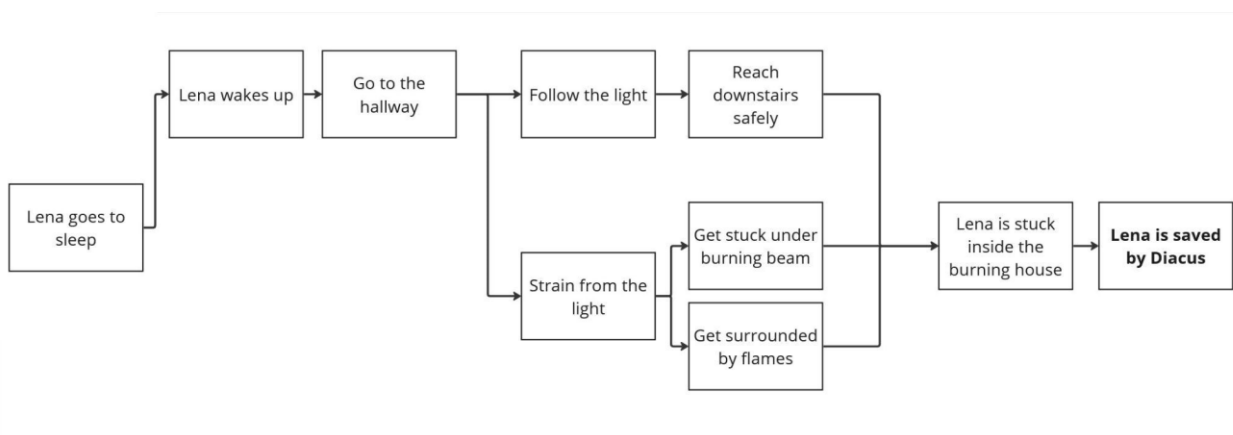 Lena goes to
sleep
Lena wakes up
Go to the
hallway
Follow the light
Reach
downstairs
safely
Strain from the
light
Get stuck under
burning beam
Get surrounded
by flames
Lena is stuck
inside the
burning house
Lena is saved
by Diacus